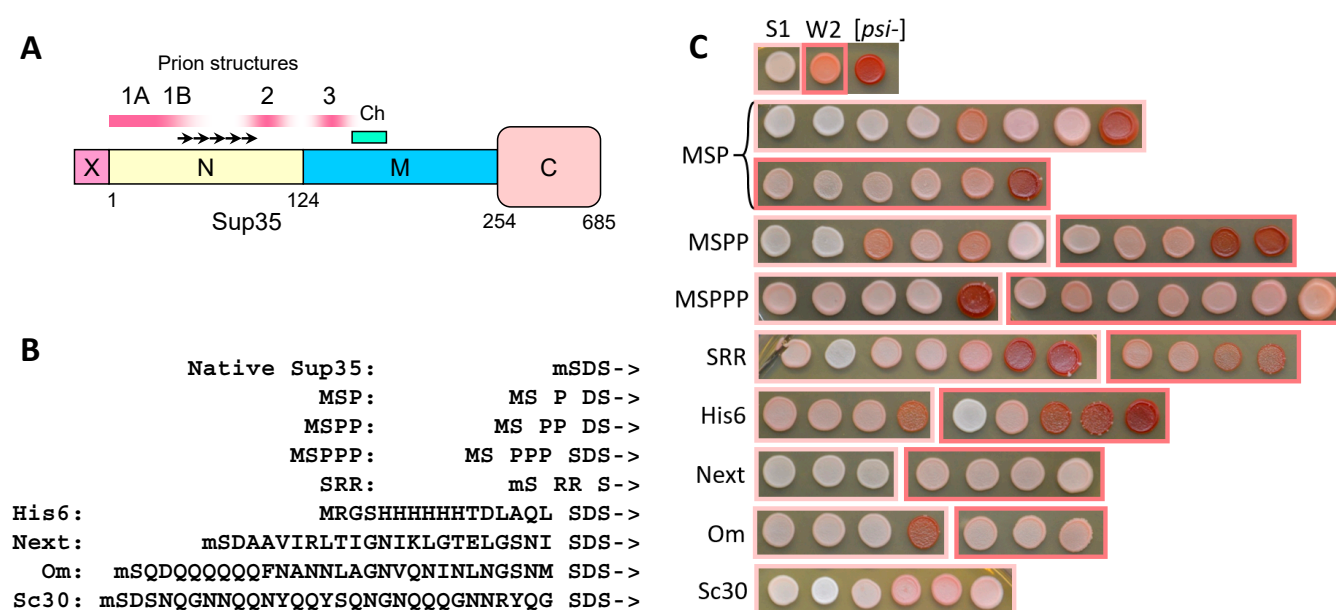 A
Prion structures
1A 1B 2 3
Ch
X N M C
1 124 254 685
Sup35
B
Native Sup35: mSDS->
MSP: MS P DS->
MSPP: MS PP DS->
MSPPP: MS PPP SDS->
SRR: mS RR S->
His6: MRGSHHHHHHTDLAQL SDS->
Next: mSDAAVIRLTIGNIKLGTELGSNI SDS->
Om: mSQDQQQQQQFNANNLAGNVQNINLNGSNM SDS->
Sc30: mSDSNQGNNQQNYQQYSQNGNQQQGNNRYQG SDS->
C
S1 W2 [psi-]
MSP
MSPP
MSPPP
SRR
His6
Next
Om
Sc30